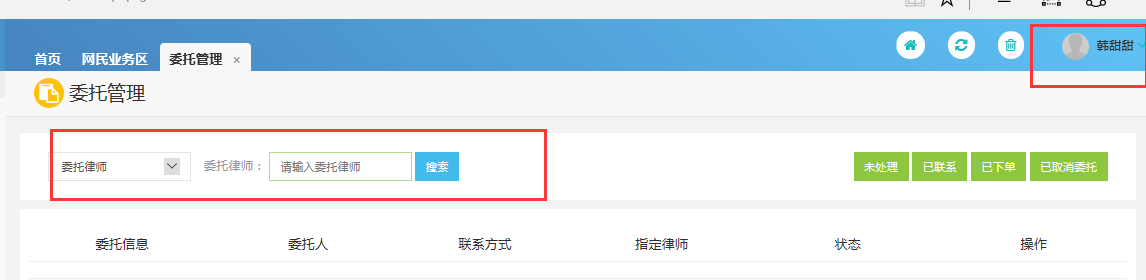 韩甜甜
首页 网民业务区 委托管理 ×
委托管理
委托律师 委托律师： 请输入委托律师 搜索 未处理 已联系 已下单 已取消委托
委托信息 委托人 联系方式 指定律师 状态 操作